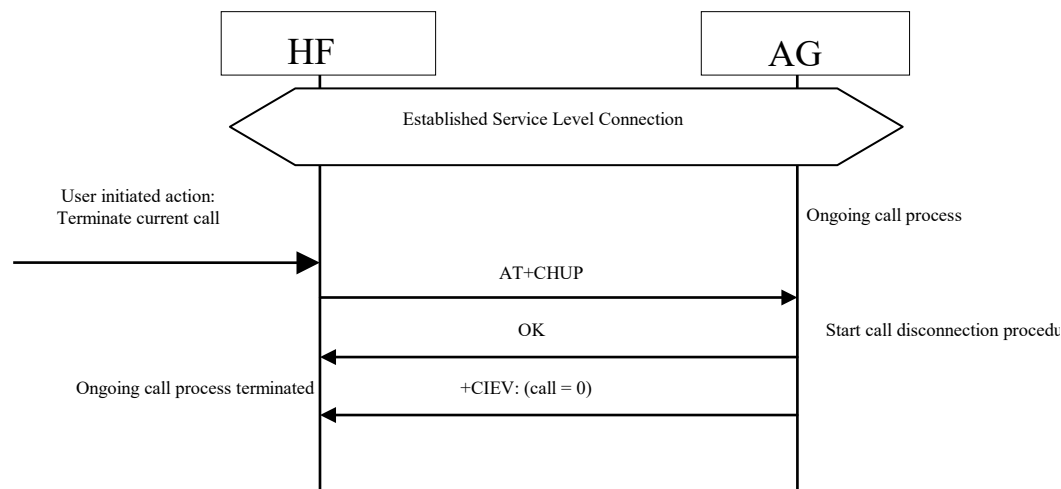 HF
AG
Established Service Level Connection
User initiated action:
Terminate current call
Ongoing call process
AT+CHUP
OK
Start call disconnection
Ongoing call process terminated
+CIEV: (call = 0)